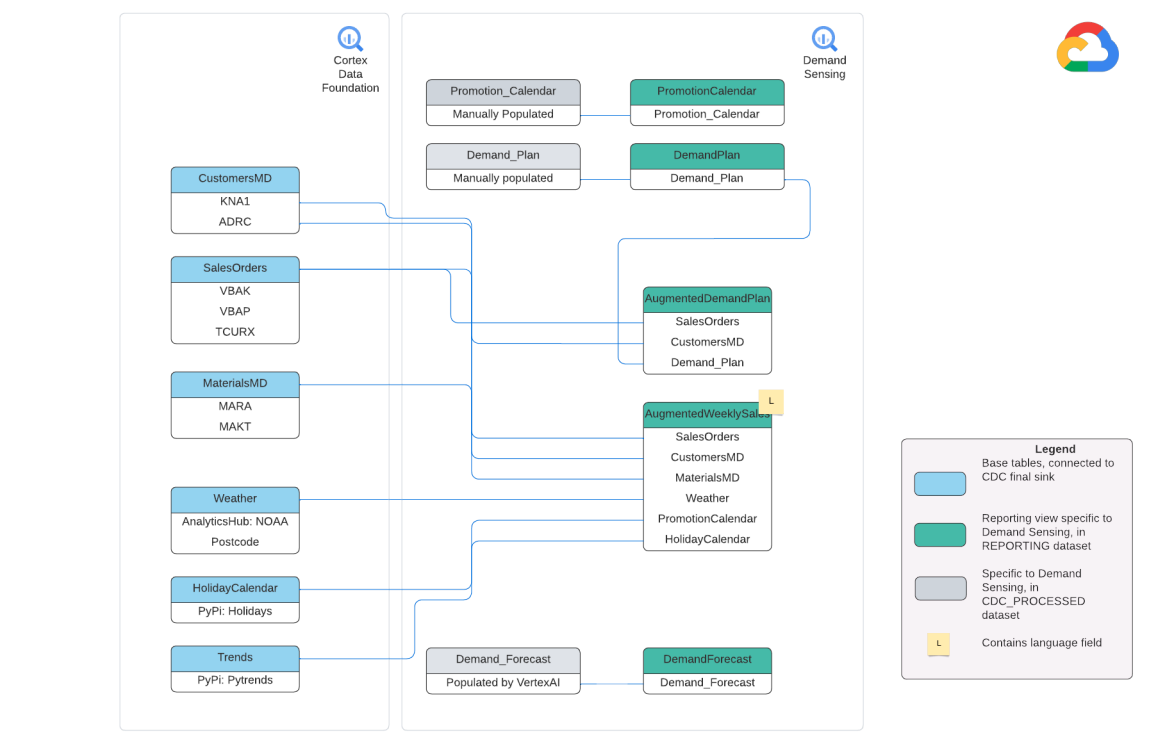 Cortex
Data
Foundation
CustomersMD
KNA1
ADRC
SalesOrders
VBAK
VBAP
TCURX
MaterialsMD
MARA
MAKT
Weather
AnalyticsHub: NOAA
Postcode
HolidayCalendar
PyPi: Holidays
Trends
PyPi: Pytrends
Demand
Sensing
Promotion_Calendar
Manually Populated
PromotionCalendar
Promotion_Calendar
Demand_Plan
Manually populated
DemandPlan
Demand_Plan
AugmentedDemandPlan
SalesOrders
CustomersMD
Demand_Plan
L
AugmentedWeeklySales
SalesOrders
CustomersMD
MaterialsMD
Weather
PromotionCalendar
HolidayCalendar
Demand_Forecast
Populated by VertexAI
DemandForecast
Demand_Forecast
Legend
Base tables, connected to
CDC final sink
Reporting view specific to
Demand Sensing, in
REPORTING dataset
Specific to Demand
Sensing, in
CDC_PROCESSED
dataset
L
Contains language field